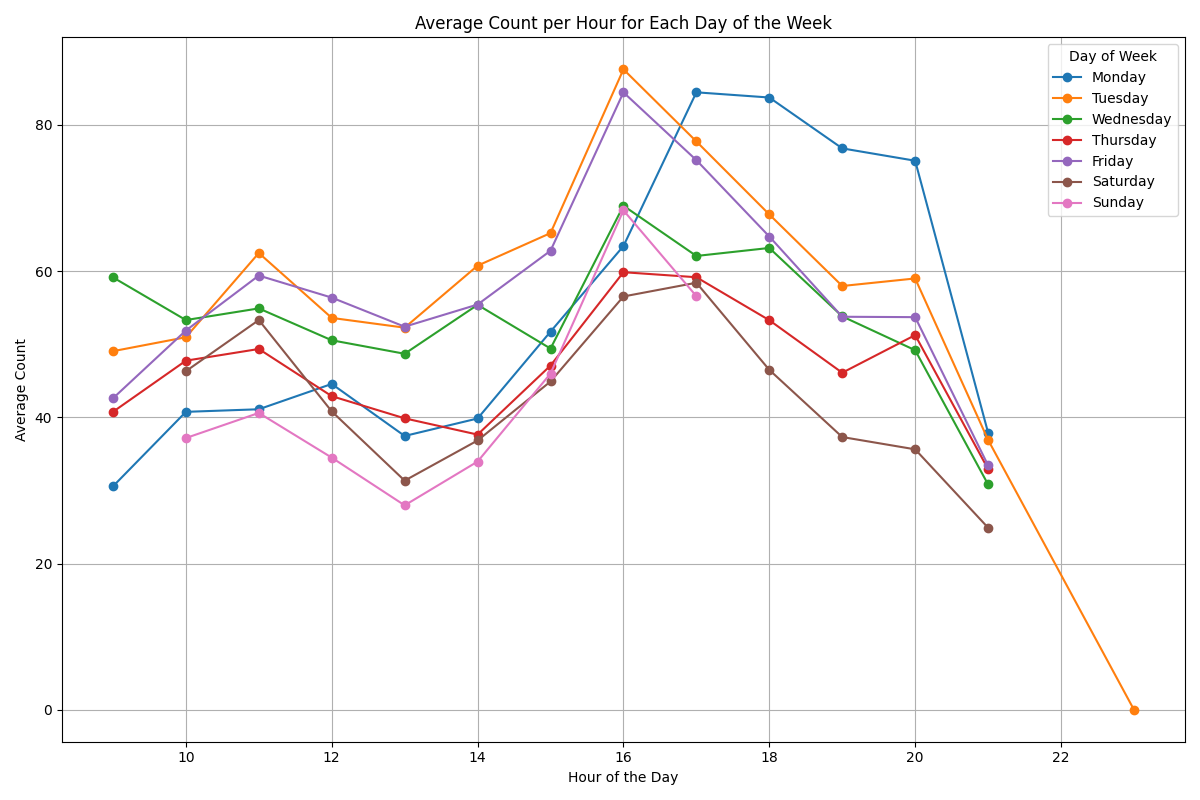 Average Count per Hour for Each Day of the Week
Day of Week
Monday
Tuesday
Wednesday
Thursday
Friday
Saturday
Sunday
Average Count
80
60
40
20
0
10 12 14 16 18 20 22
Hour of the Day